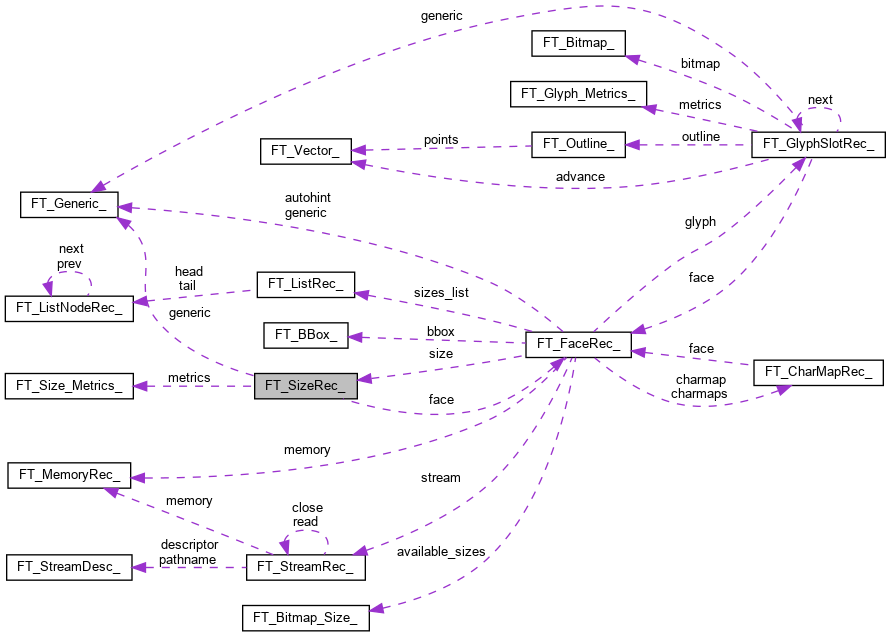 generic
FT_Bitmap_
bitmap
FT_Glyph_Metrics_
metrics
next
FT_Vector_
points
FT_Outline_
outline
FT_GlyphSlotRec_
advance
FT_Generic_
autohint
generic
glyph
next
prev
head
tail
FT_ListRec_
sizes_list
face
FT_ListNodeRec_
generic
FT_BBox_
bbox
FT_FaceRec_
face
size
FT_Size_Metrics_
metrics
FT_SizeRec_
face
charmap
charmaps
FT_CharMapRec_
memory
FT_MemoryRec_
memory
stream
close
read
descriptor
pathname
available_sizes
FT_StreamDesc_
FT_StreamRec_
FT_Bitmap_Size_